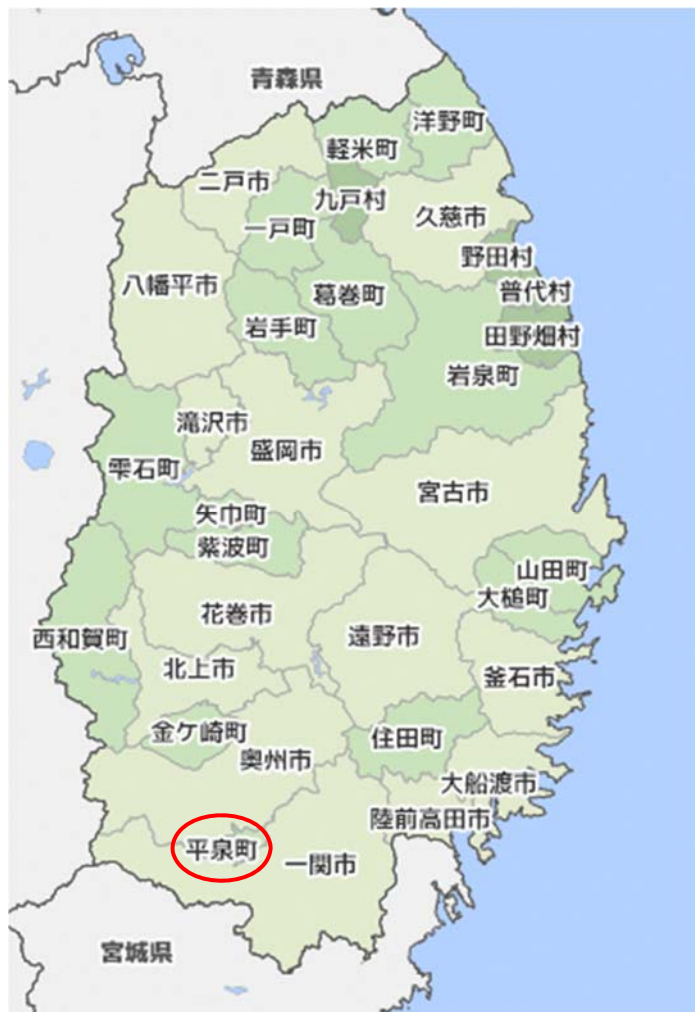 青森県
洋野町
軽米町
二戸市
九戸村
久慈市
一戸町
野田村
八幡平市
葛巻町
普代村
岩手町
田野畑村
岩泉町
滝沢市
盛岡市
雫石町
宮古市
矢巾町
紫波町
山田町
大槌町
花巻市
遠野市
西和賀町
北上市
釜石市
金ケ崎町
住田町
奥州市
大船渡市
陸前高田市
平泉町
一関市
宮城県